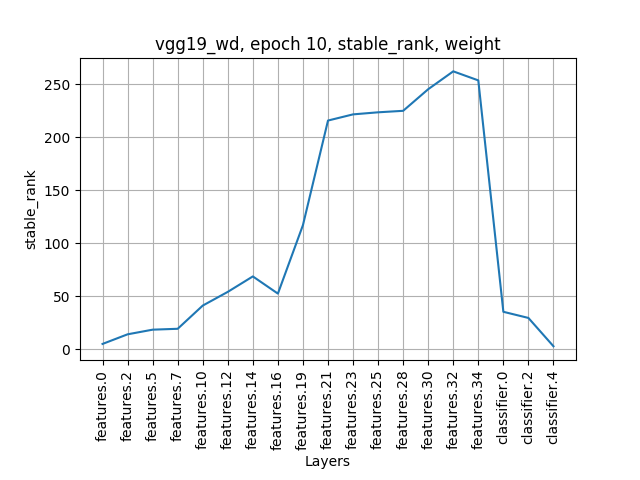 vgg19_wd, epoch 10, stable_rank, weight
stable_rank
250
200
150
100
50
0
features.0
features.2
features.5
features.7
features.10
features.12
features.14
features.16
features.19
features.21
features.23
features.25
features.28
features.30
features.32
features.34
classifier.0
classifier.2
classifier.4
Layers